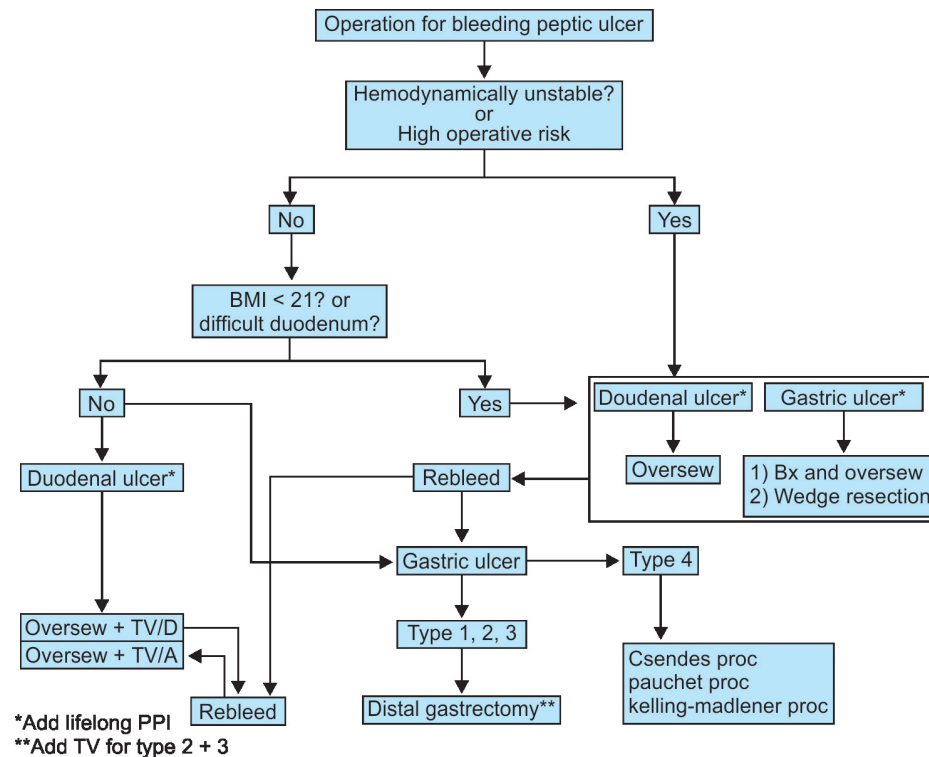 Operation for bleeding peptic ulcer
Hemodynamically unstable?
or
High operative risk
No
Yes
BMI < 21? or
difficult duodenum?
No
Yes
Doudenal ulcer*
Gastric ulcer*
Oversew
1) Bx and oversew
2) Wedge resection
Duodenal ulcer*
Rebleed
Gastric ulcer
Type 4
Oversew + TV/D
Oversew + TV/A
Type 1, 2, 3
Csendes proc
pauchet proc
kelling-madlener proc
Rebleed
Distal gastrectomy**
*Add lifelong PPI
**Add TV for type 2 + 3